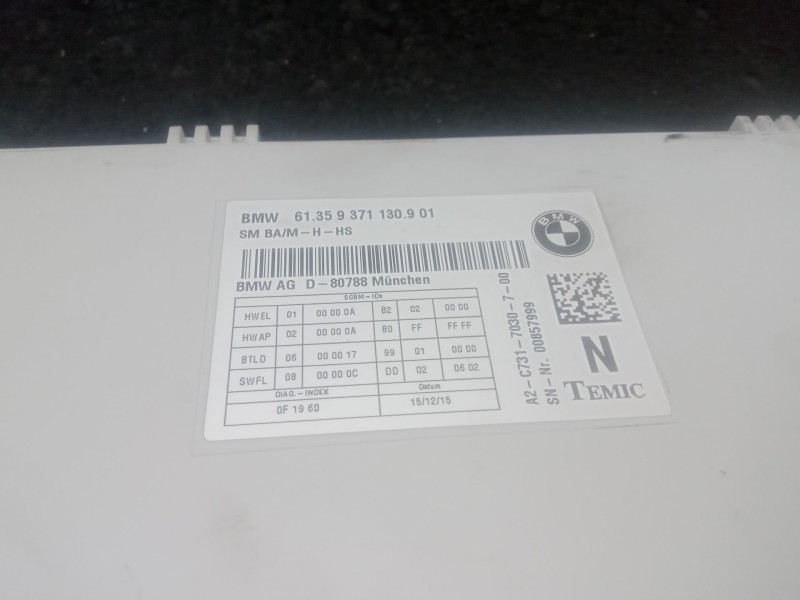 BMW 61.35 9 371 130.9 01
SM BA/M-H-HS
BMW
BMW AG D-80788 München
SGBM-IDs
HWEL 01 00 00 0A 82 02 00 00
HWAP 02 00 00 0A 80 FF FF FF
BTLD 06 00 00 17 99 01 00 00
SWFL 08 00 00 0C DD 02 06 02
DIAG.-INDEX Datum
0F 19 60 15/12/15
A2-C731-7030-7-00
SN-Nr. 00857999
N
TEMIC